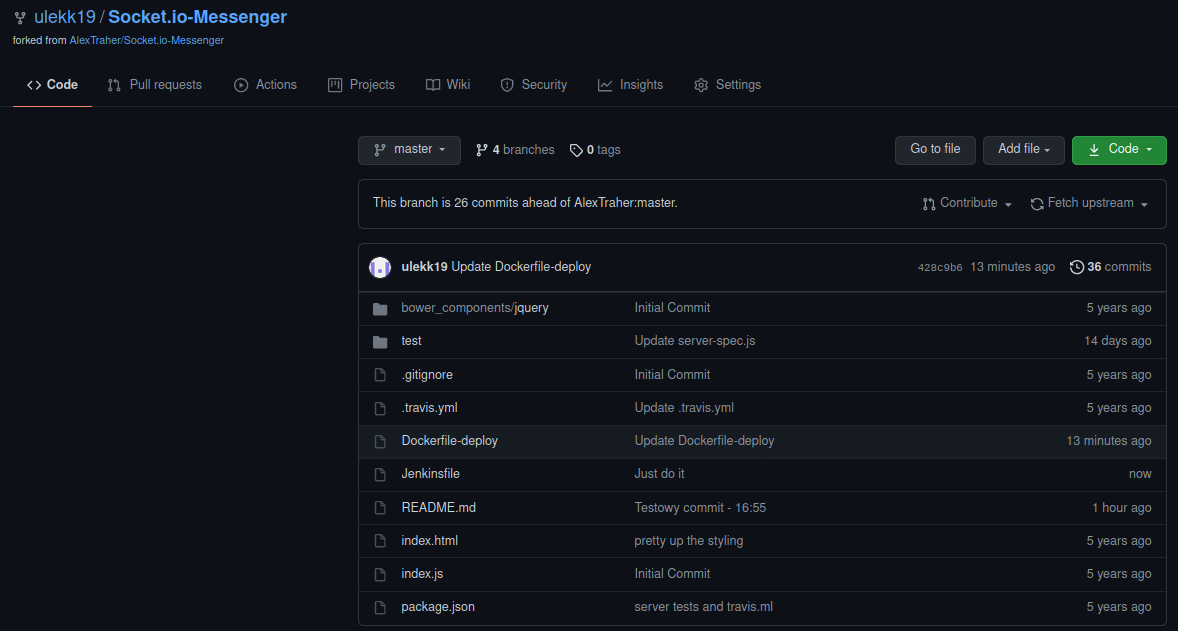 ulekk19 / Socket.io-Messenger
forked from AlexTraher/Socket.io-Messenger
Code Pull requests Actions Projects Wiki Security Insights Settings
master 4 branches 0 tags Go to file Add file Code
This branch is 26 commits ahead of AlexTraher:master. Contribute Fetch upstream
ulekk19 Update Dockerfile-deploy 428c9b6 13 minutes ago 36 commits
bower_components/jquery Initial Commit 5 years ago
test Update server-spec.js 14 days ago
.gitignore Initial Commit 5 years ago
.travis.yml Update .travis.yml 5 years ago
Dockerfile-deploy Update Dockerfile-deploy 13 minutes ago
Jenkinsfile Just do it now
README.md Testowy commit - 16:55 1 hour ago
index.html pretty up the styling 5 years ago
index.js Initial Commit 5 years ago
package.json server tests and travis.ml 5 years ago